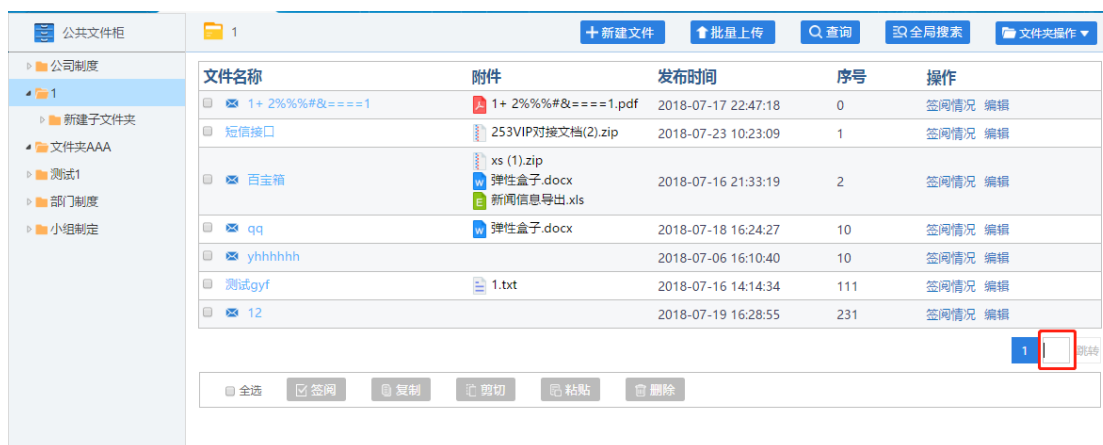 公共文件柜
1 新建文件 批量上传 查询 全局搜索 文件夹操作
公司制度
1
新建子文件夹
文件夹AAA
测试1
部门制度
小组制定
文件名称 附件 发布时间 序号 操作
1+ 2%%%#&====1 1+ 2%%%#&====1.pdf 2018-07-17 22:47:18 0 签阅情况 编辑
短信接口 253VIP对接文档(2).zip 2018-07-23 10:23:09 1 签阅情况 编辑
xs (1).zip
百宝箱 弹性盒子.docx 2018-07-16 21:33:19 2 签阅情况 编辑
新闻信息导出.xls
qq 弹性盒子.docx 2018-07-18 16:24:27 10 签阅情况 编辑
yhhhhhh 2018-07-06 16:10:40 10 签阅情况 编辑
测试gyf 1.txt 2018-07-16 14:14:34 111 签阅情况 编辑
12 2018-07-19 16:28:55 231 签阅情况 编辑
1 跳转
全选 签阅 复制 剪切 粘贴 删除